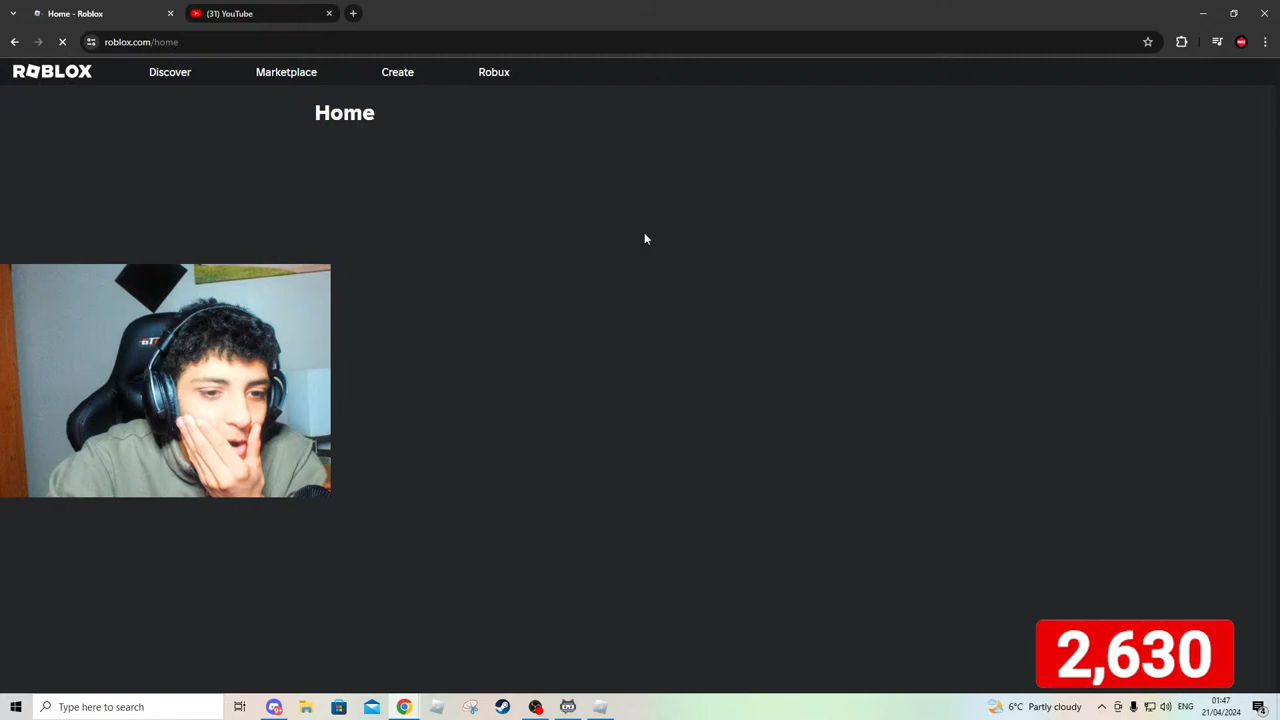 Home - Roblox
(31) YouTube
roblox.com/home
ROBLOX
Discover
Marketplace
Create
Robux
Home
2,630
Type here to search
6°C Partly cloudy
ENG
01:47
21/04/2024
4